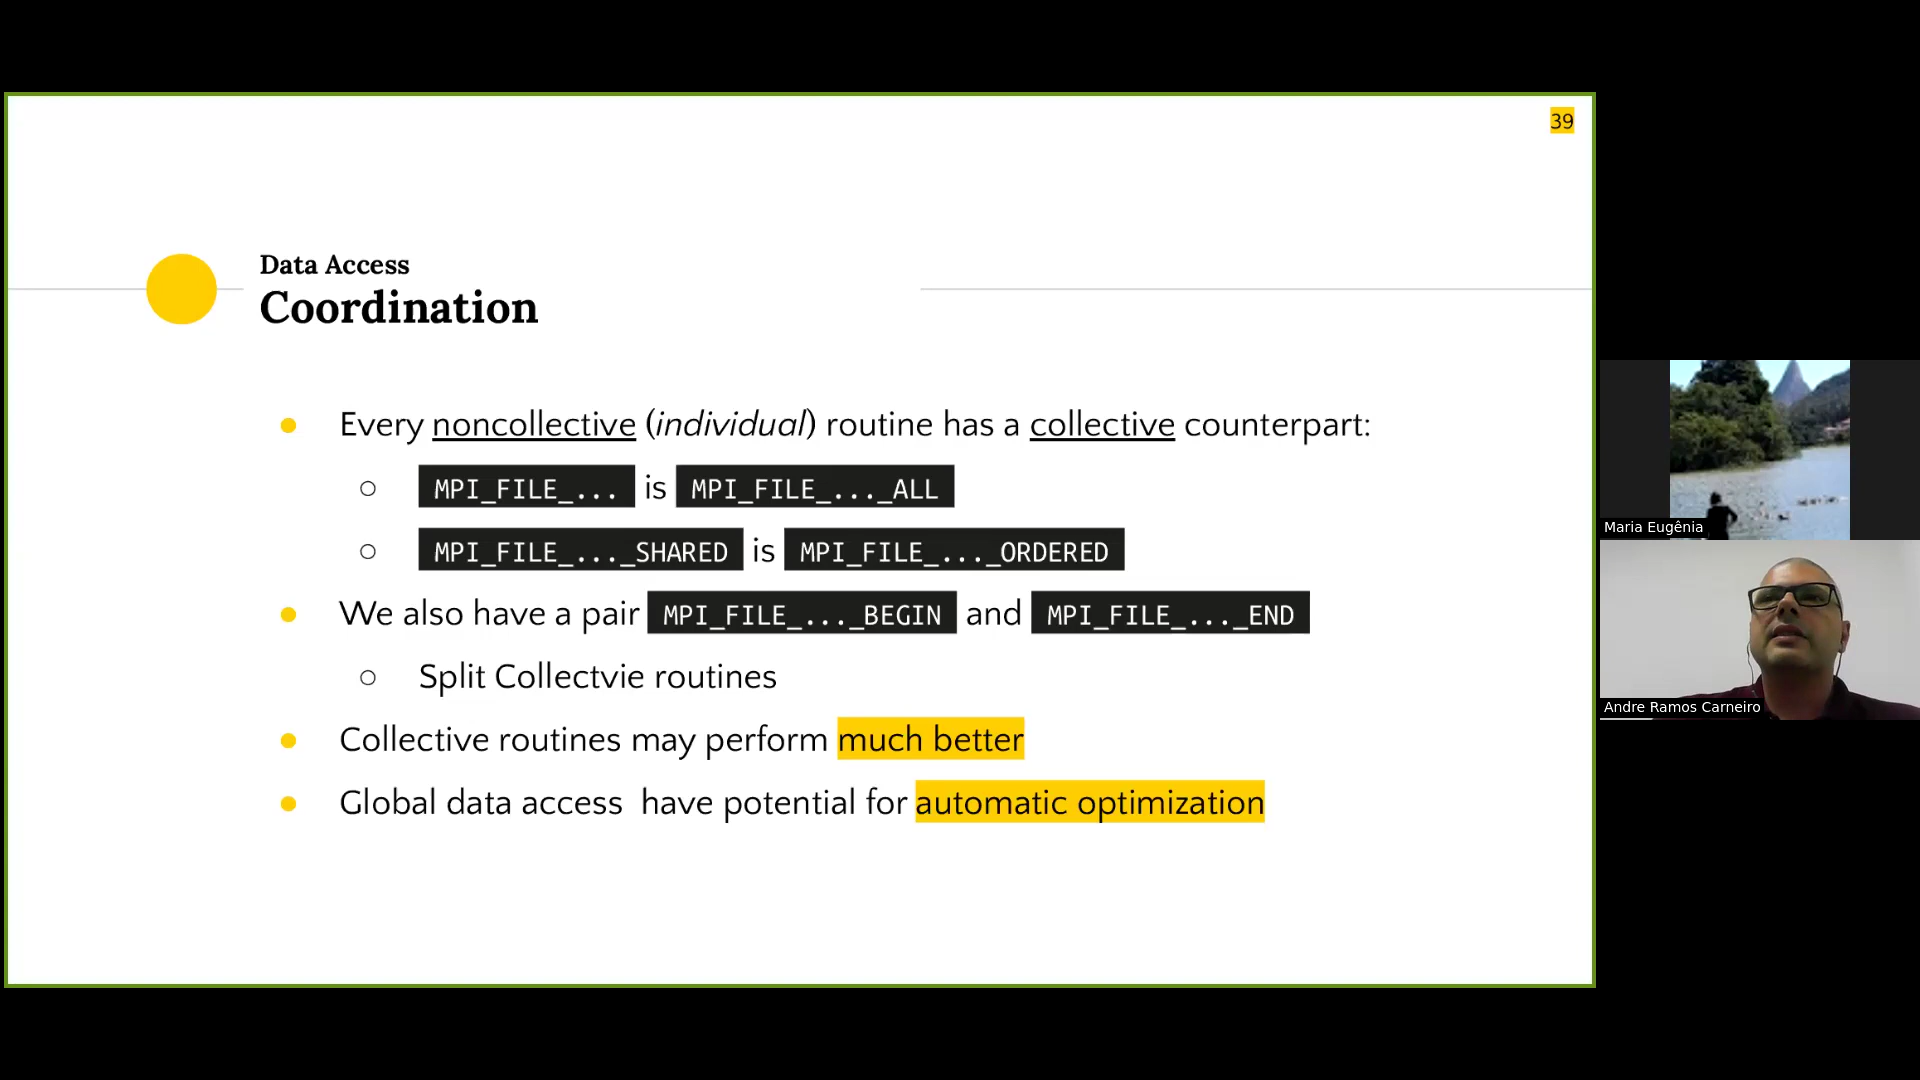 39
Data Access
Coordination
Every noncollective (individual) routine has a collective counterpart:
MPI_FILE_... is MPI_FILE_..._ALL
MPI_FILE_..._SHARED is MPI_FILE_..._ORDERED
We also have a pair MPI_FILE_..._BEGIN and MPI_FILE_..._END
Split Collectvie routines
Collective routines may perform much better
Global data access have potential for automatic optimization
Maria Eugênia
Andre Ramos Carneiro